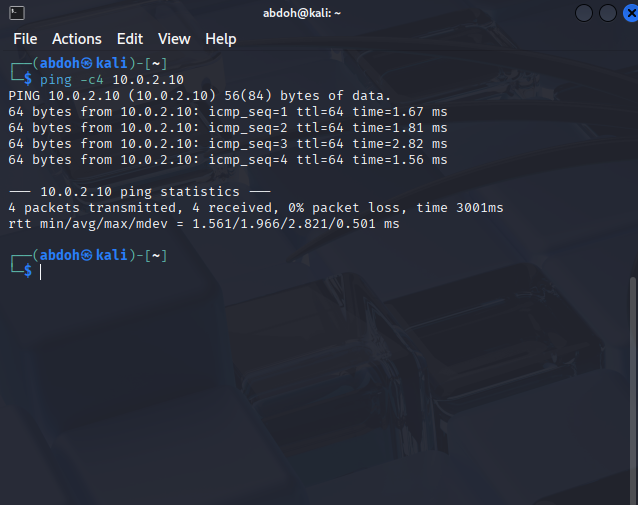 abdoh@kali: ~
File Actions Edit View Help
┌──(abdoh㉿kali)-[~]
└─$ ping -c4 10.0.2.10
PING 10.0.2.10 (10.0.2.10) 56(84) bytes of data.
64 bytes from 10.0.2.10: icmp_seq=1 ttl=64 time=1.67 ms
64 bytes from 10.0.2.10: icmp_seq=2 ttl=64 time=1.81 ms
64 bytes from 10.0.2.10: icmp_seq=3 ttl=64 time=2.82 ms
64 bytes from 10.0.2.10: icmp_seq=4 ttl=64 time=1.56 ms
--- 10.0.2.10 ping statistics ---
4 packets transmitted, 4 received, 0% packet loss, time 3001ms
rtt min/avg/max/mdev = 1.561/1.966/2.821/0.501 ms
┌──(abdoh㉿kali)-[~]
└─$